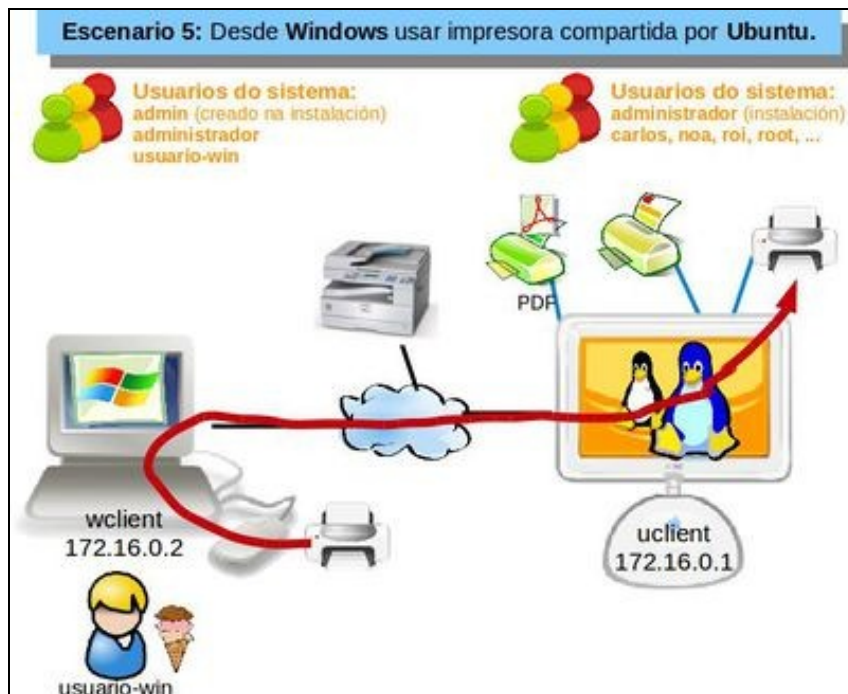 Escenario 5: Desde Windows usar impresora compartida por Ubuntu.
Usuarios do sistema:
admin (creado na instalación)
administrador
usuario-win
Usuarios do sistema:
administrador (instalación)
carlos, noa, roi, root, ...
PDF
wclient
172.16.0.2
uclient
172.16.0.1
usuario-win